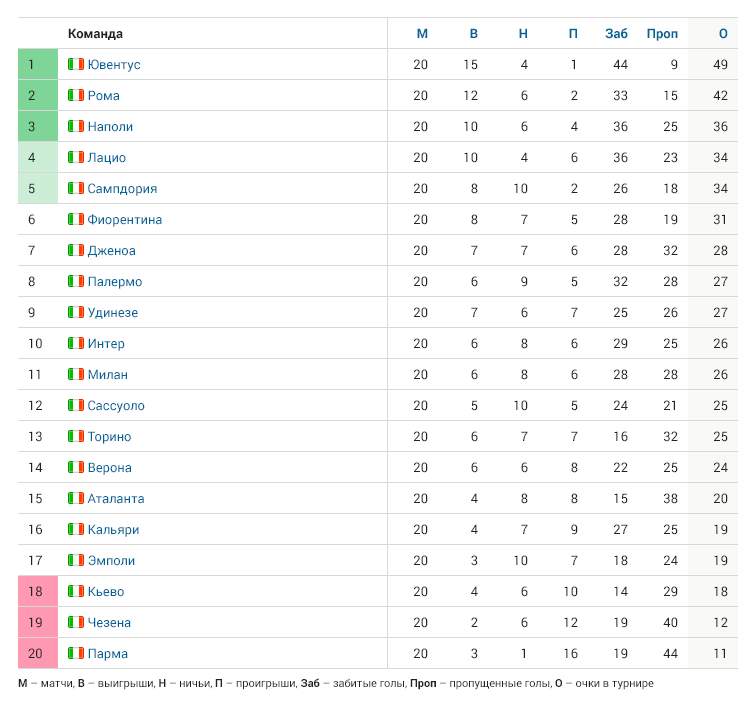 Команда М В Н П Заб Проп О
1 Ювентус 20 15 4 1 44 9 49
2 Рома 20 12 6 2 33 15 42
3 Наполи 20 10 6 4 36 25 36
4 Лацио 20 10 4 6 36 23 34
5 Сампдория 20 8 10 2 26 18 34
6 Фиорентина 20 8 7 5 28 19 31
7 Дженоа 20 7 7 6 28 32 28
8 Палермо 20 6 9 5 32 28 27
9 Удинезе 20 7 6 7 25 26 27
10 Интер 20 6 8 6 29 25 26
11 Милан 20 6 8 6 28 28 26
12 Сассуоло 20 5 10 5 24 21 25
13 Торино 20 6 7 7 16 32 25
14 Верона 20 6 6 8 22 25 24
15 Аталанта 20 4 8 8 15 38 20
16 Кальяри 20 4 7 9 27 25 19
17 Эмполи 20 3 10 7 18 24 19
18 Кьево 20 4 6 10 14 29 18
19 Чезена 20 2 6 12 19 40 12
20 Парма 20 3 1 16 19 44 11
М – матчи, В – выигрыши, Н – ничьи, П – проигрыши, Заб – забитые голы, Проп – пропущенные голы, О – очки в турнире